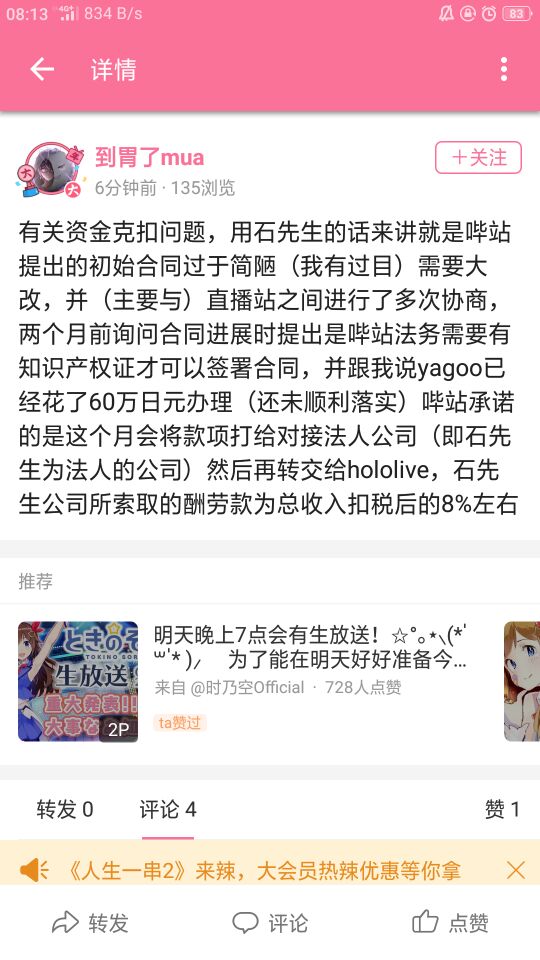 08:13 4G+ 834 B/s 83
详情
到胃了mua
＋关注
6分钟前 · 135浏览
有关资金克扣问题，用石先生的话来讲就是哔站
提出的初始合同过于简陋（我有过目）需要大
改，并（主要与）直播站之间进行了多次协商，
两个月前询问合同进展时提出是哔站法务需要有
知识产权证才可以签署合同，并跟我说yagoo已
经花了60万日元办理（还未顺利落实）哔站承诺
的是这个月会将款项打给对接法人公司（即石先
生为法人的公司）然后再转交给hololive，石先
生公司所索取的酬劳款为总收入扣税后的8%左右
推荐
ときのそ
TOKINO SOR
生放送
重大発表!!
大事な
2P
明天晚上7点会有生放送！☆°｡⋆⸜(*ˈ
꒳ˈ* )⸝　为了能在明天好好准备今...
来自 @时乃空Official · 728人点赞
ta赞过
转发 0
评论 4
赞 1
《人生一串2》来辣，大会员热辣优惠等你拿
转发
评论
点赞